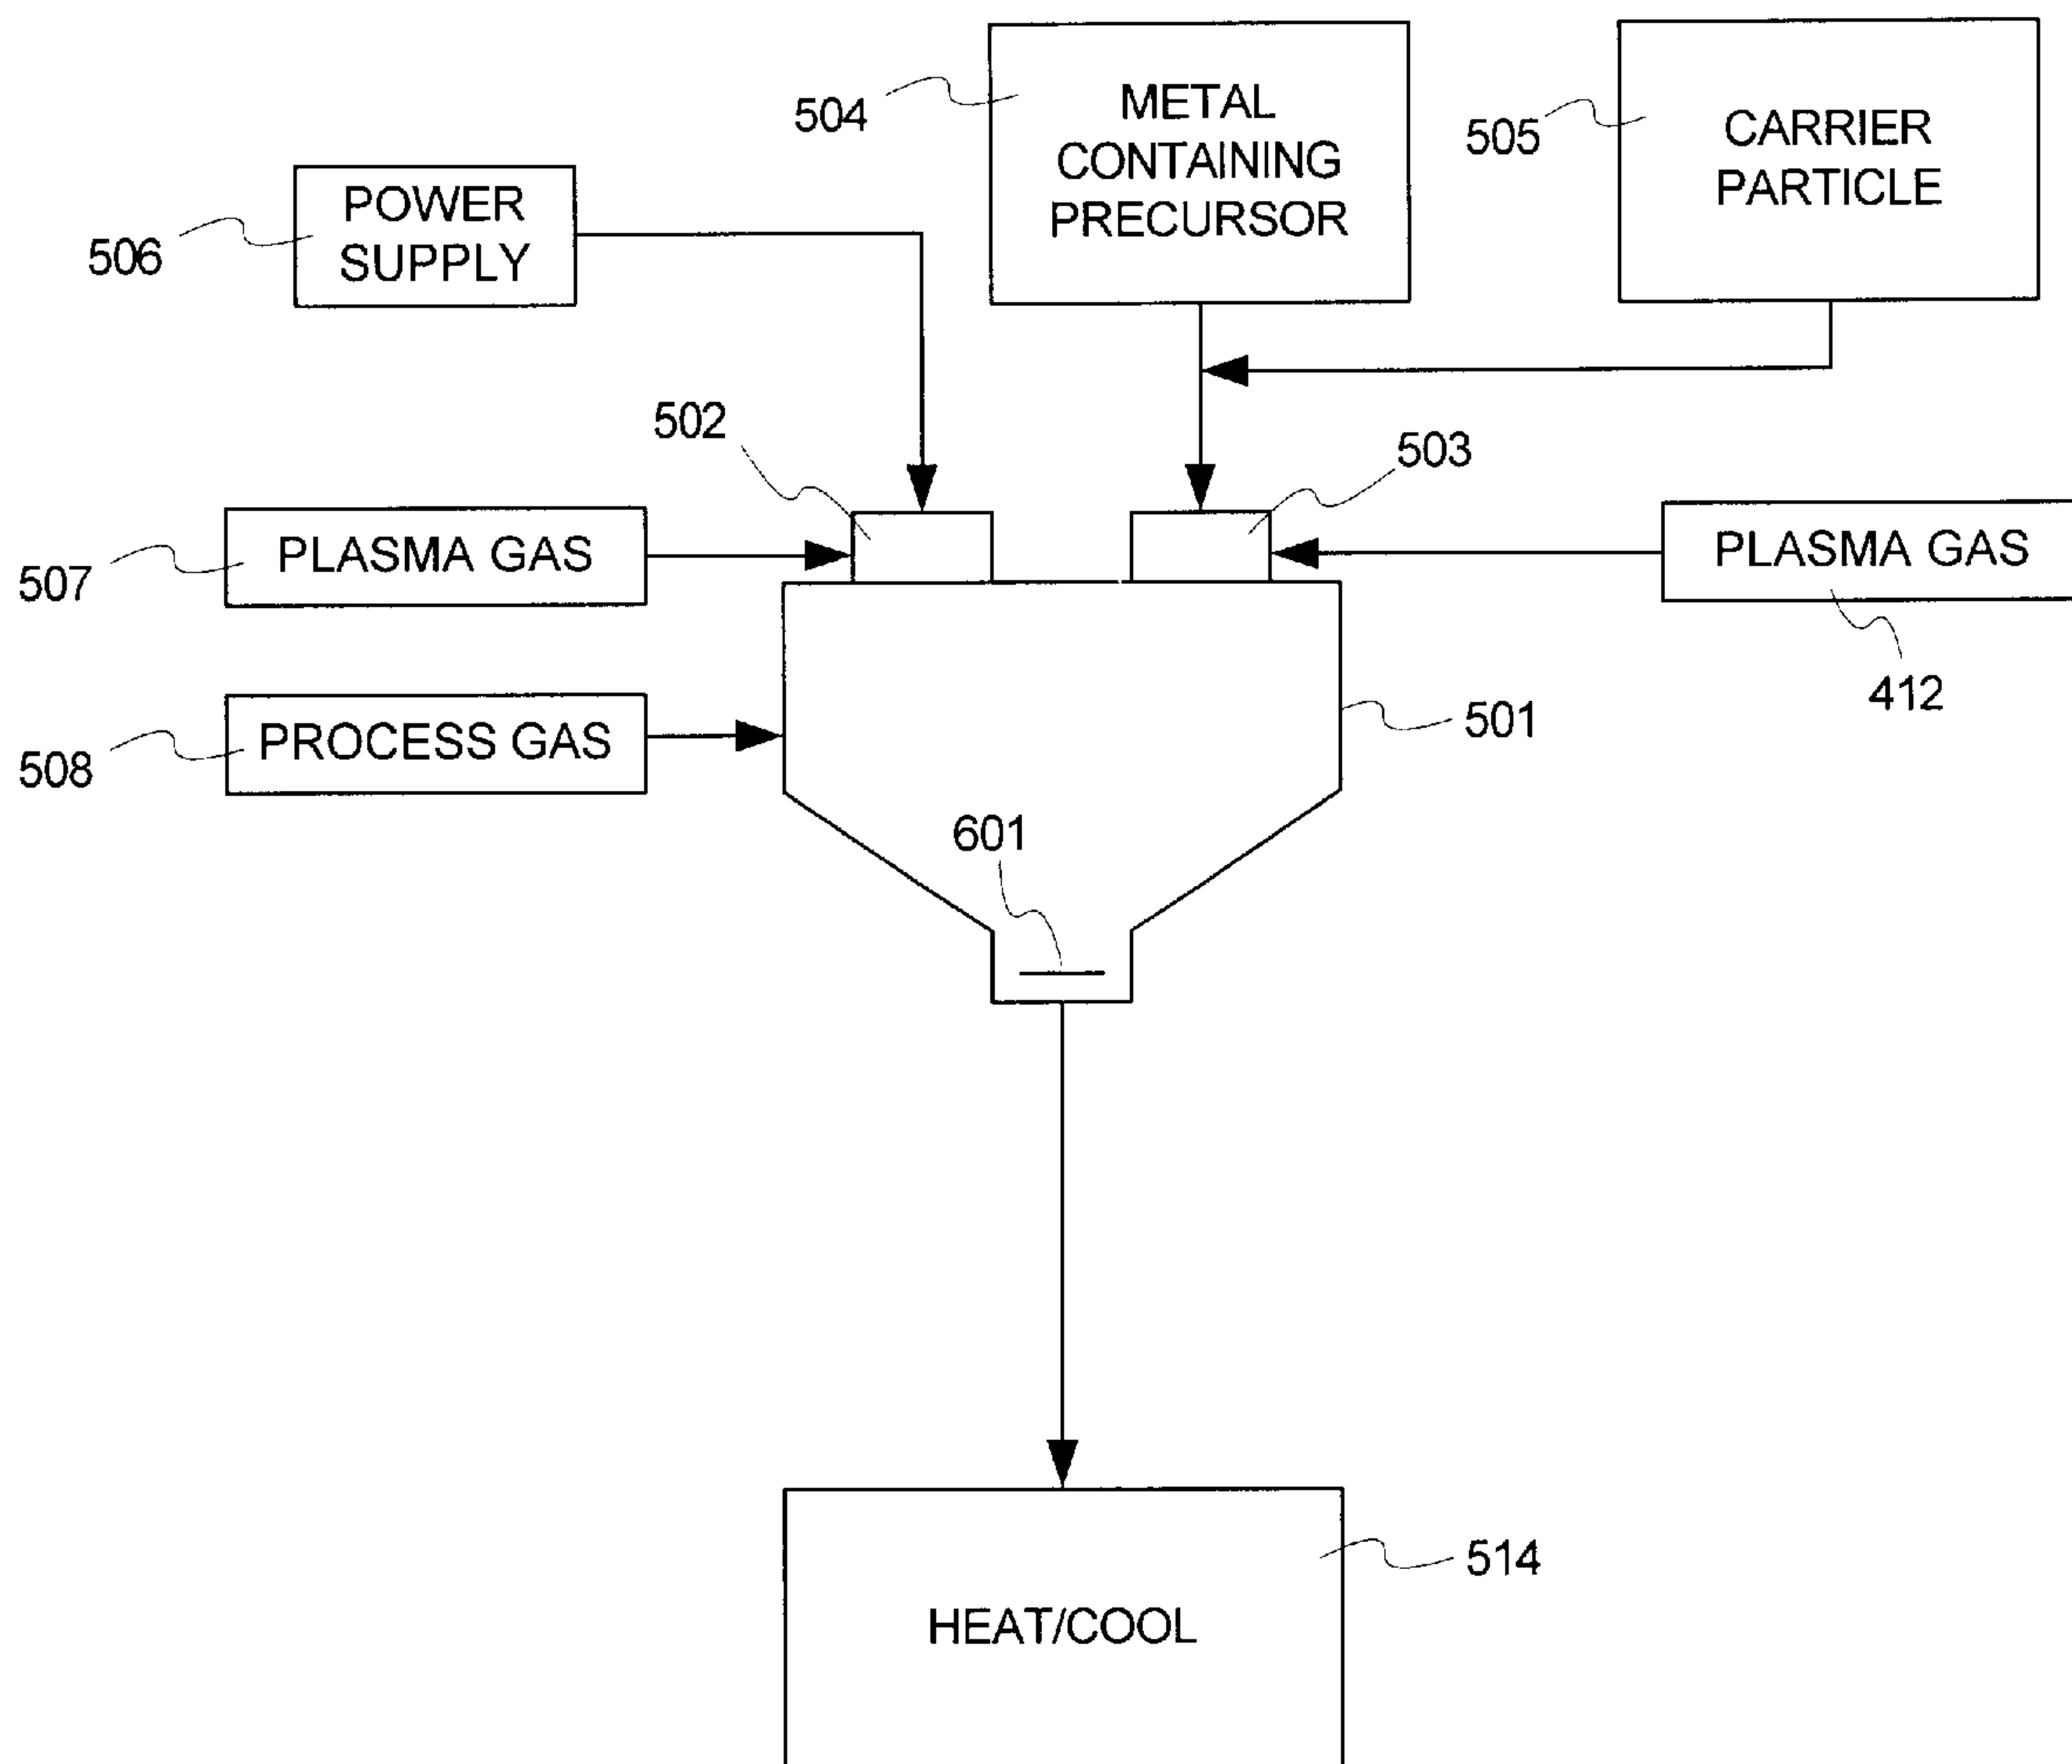 504
METAL
CONTAINING
PRECURSOR
505
CARRIER
PARTICLE
506
POWER
SUPPLY
502
503
507
PLASMA GAS
PLASMA GAS
412
508
PROCESS GAS
501
601
514
HEAT/COOL